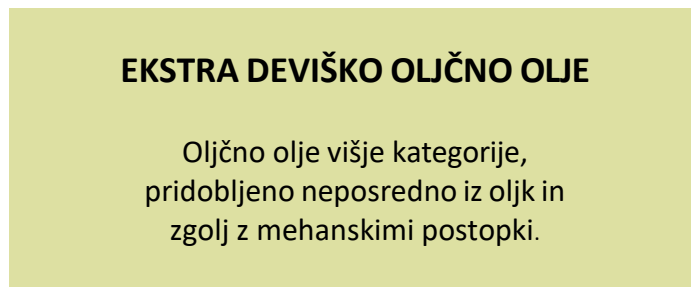 EKSTRA DEVIŠKO OLJČNO OLJE
Oljčno olje višje kategorije,
pridobljeno neposredno iz oljk in
zgolj z mehanskimi postopki.